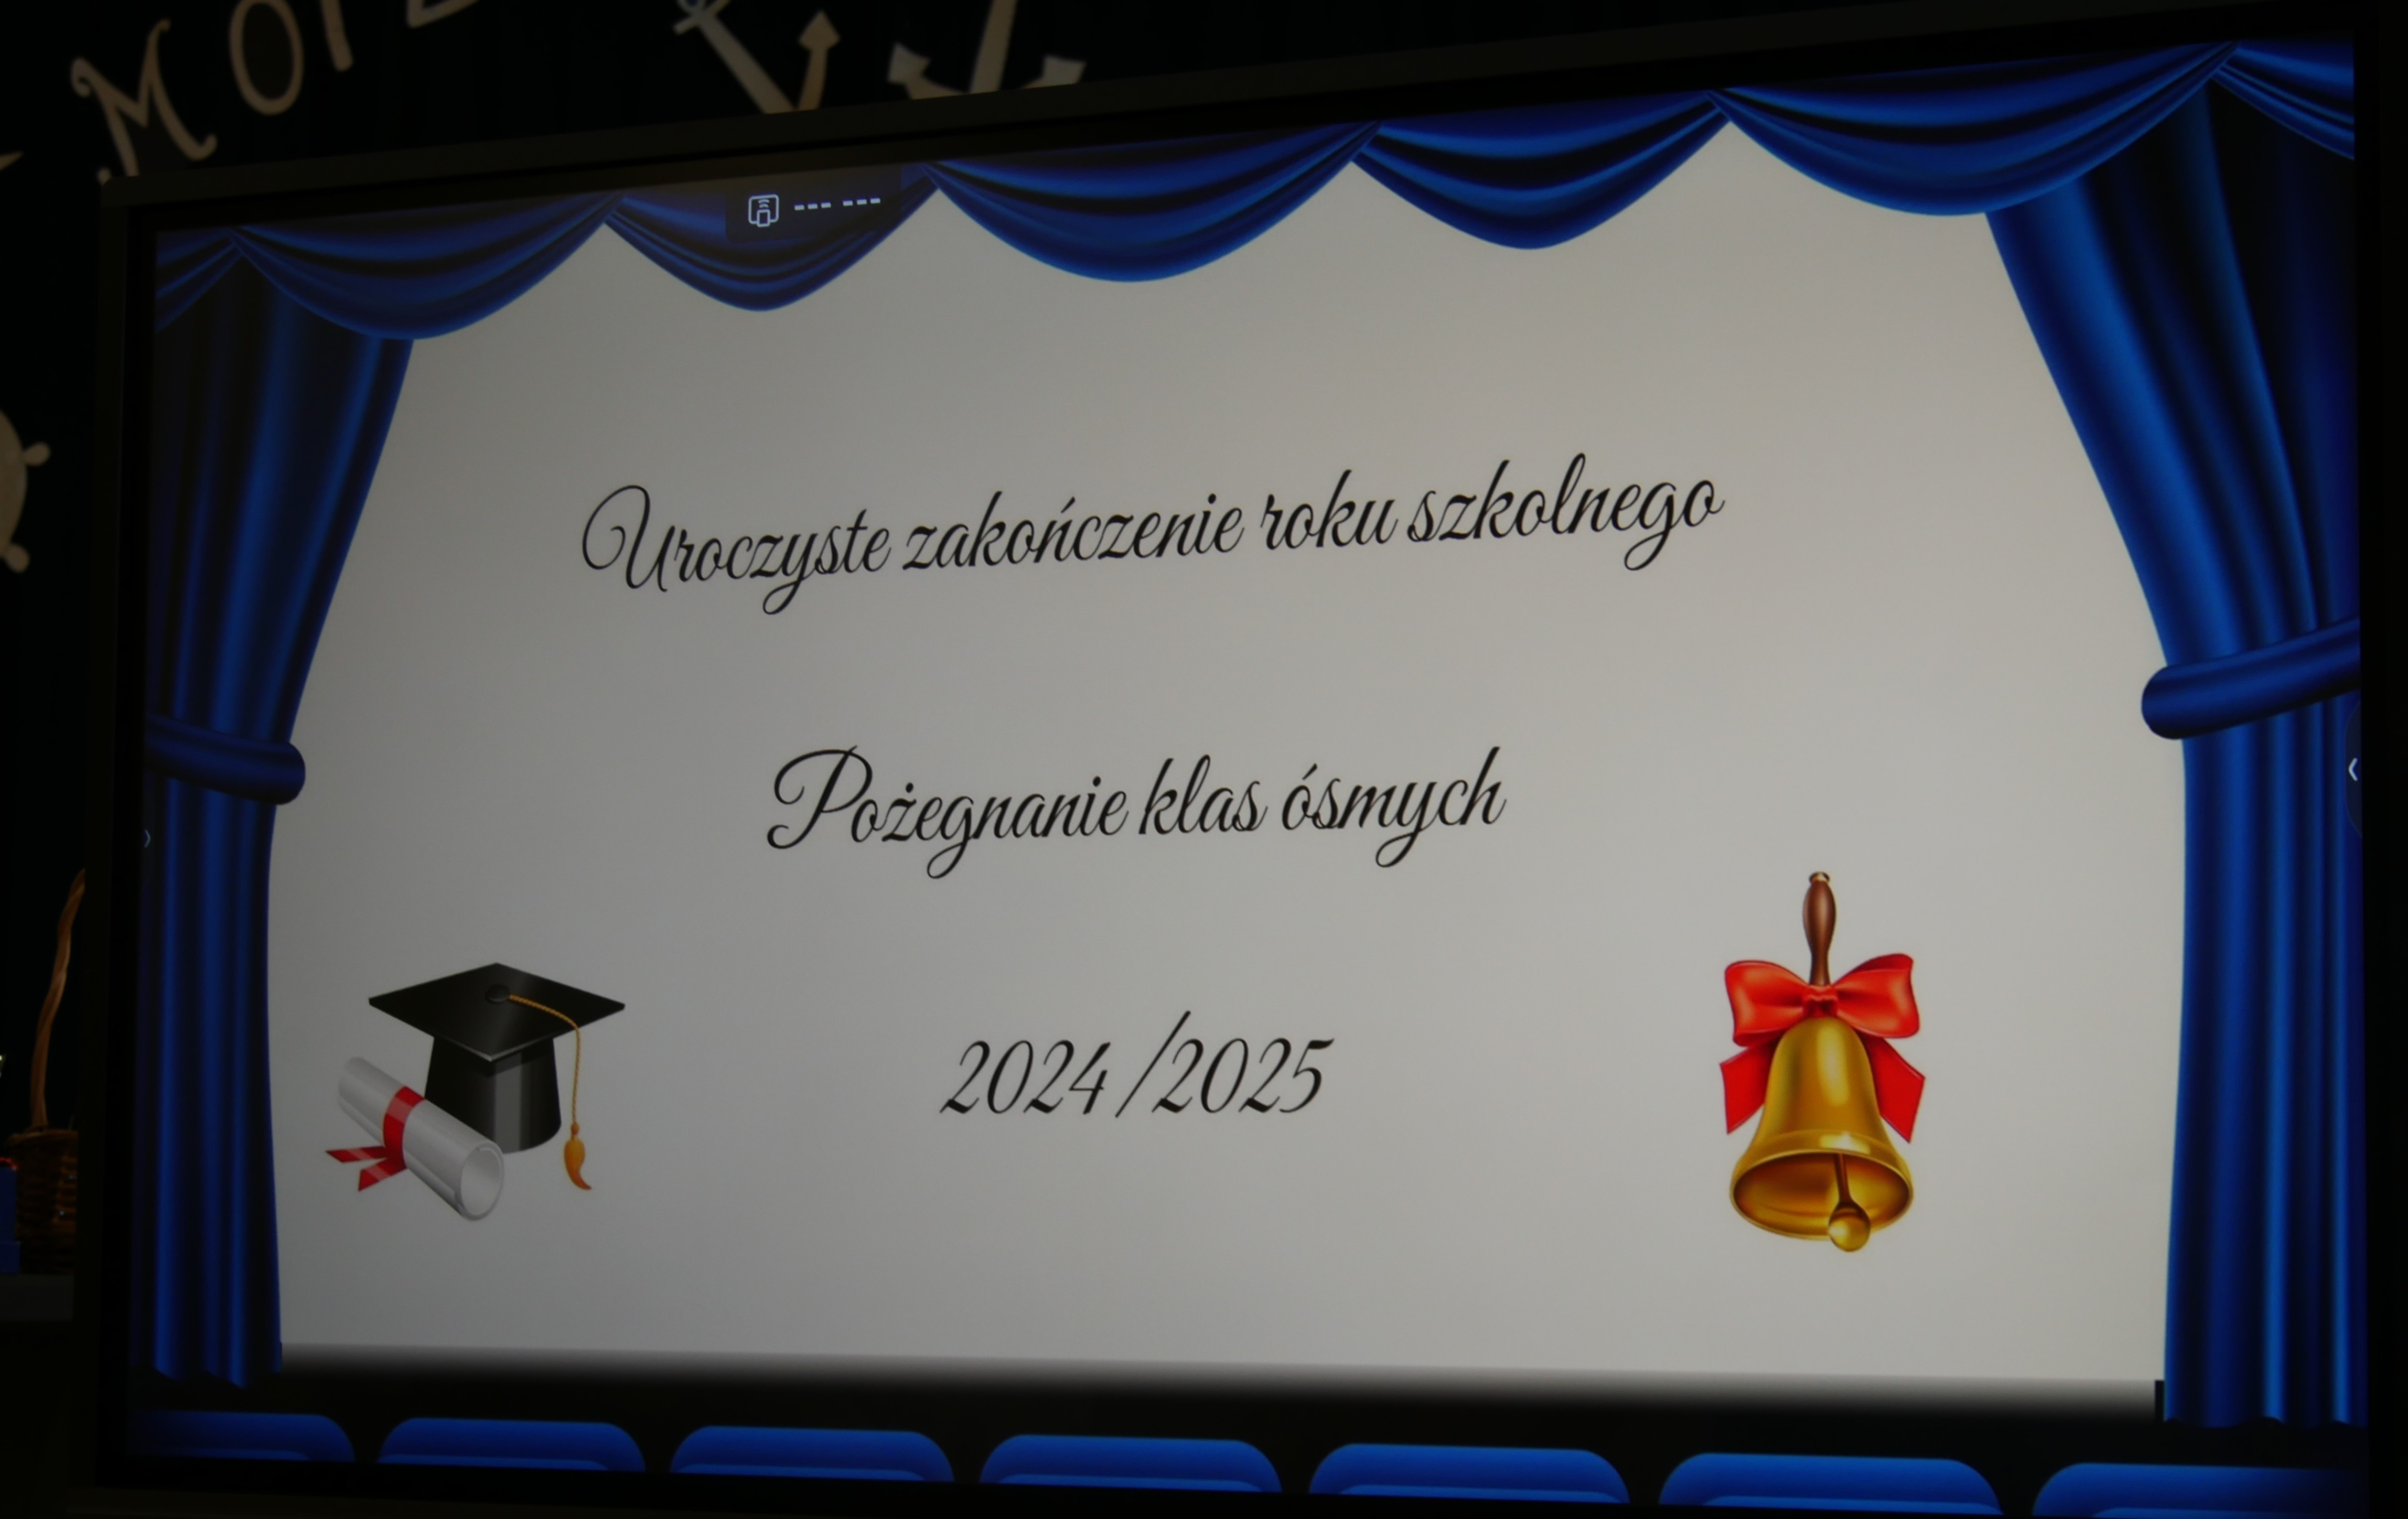 Uroczyste zakończenie roku szkolnego
Pożegnanie klas ósmych
2024/2025